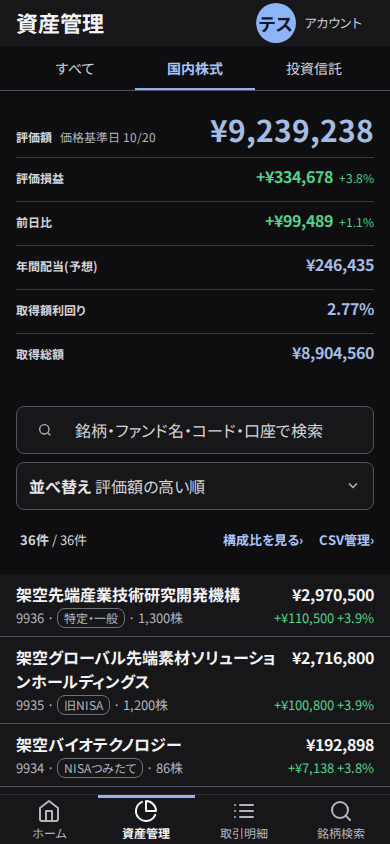 資産管理
テス アカウント
すべて 国内株式 投資信託
評価額 価格基準日 10/20 ¥9,239,238
評価損益 +¥334,678 +3.8%
前日比 +¥99,489 +1.1%
年間配当(予想) ¥246,435
取得額利回り 2.77%
取得総額 ¥8,904,560
銘柄・ファンド名・コード・口座で検索
並べ替え 評価額の高い順
36件 / 36件 構成比を見る› CSV管理›
架空先端産業技術研究開発機構 ¥2,970,500
9936 · 特定・一般 · 1,300株 +¥110,500 +3.9%
架空グローバル先端素材ソリューショ ¥2,716,800
ンホールディングス
9935 · 旧NISA · 1,200株 +¥100,800 +3.9%
架空バイオテクノロジー ¥192,898
9934 · NISAつみたて · 86株 +¥7,138 +3.8%
ホーム 資産管理 取引明細 銘柄検索